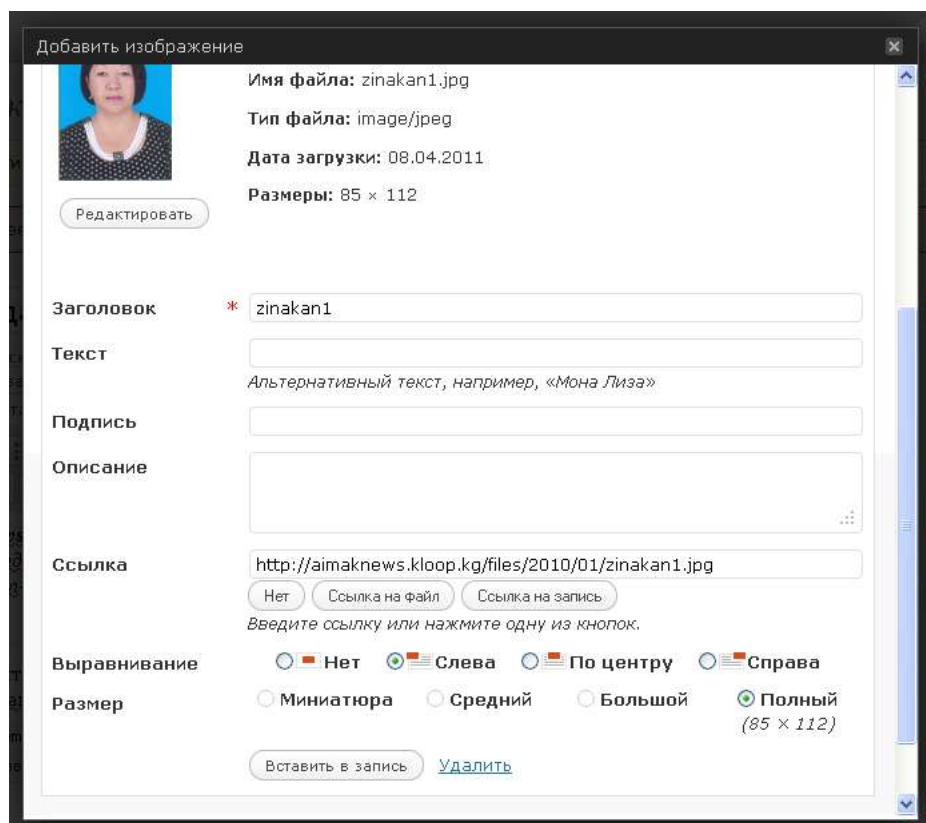 Добавить изображение
Имя файла: zinakan1.jpg
Тип файла: image/jpeg
Дата загрузки: 08.04.2011
Размеры: 85 × 112
Редактировать
Заголовок * zinakan1
Текст
Альтернативный текст, например, «Мона Лиза»
Подпись
Описание
Ссылка http://aimaknews.kloop.kg/files/2010/01/zinakan1.jpg
Нет Ссылка на файл Ссылка на запись
Введите ссылку или нажмите одну из кнопок.
Выравнивание Нет Слева По центру Справа
Размер Миниатюра Средний Большой Полный
(85 × 112)
Вставить в запись Удалить